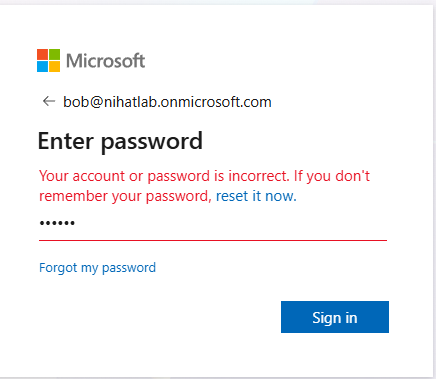 Microsoft
bob@nihatlab.onmicrosoft.com
Enter password
Your account or password is incorrect. If you don't
remember your password, reset it now.
••••••
Forgot my password
Sign in